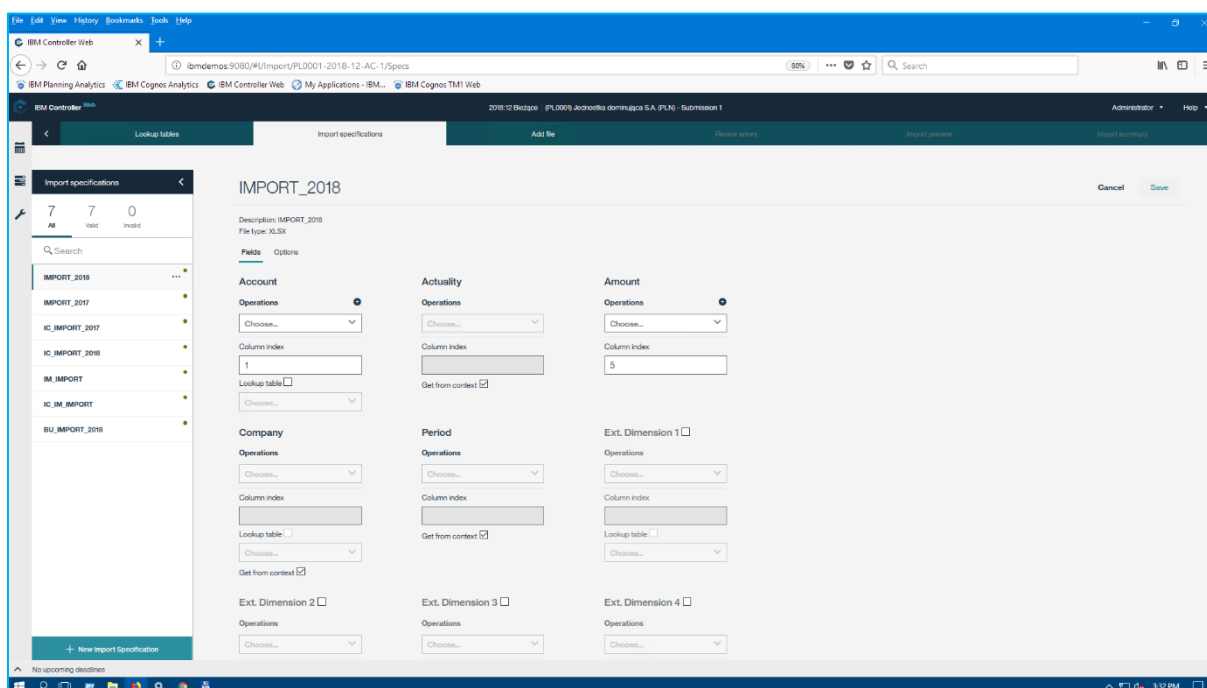 File Edit View History Bookmarks Tools Help
IBM Controller Web
ibmdemos:9080/#!/Import/PL0001-2018-12-AC-1/Specs 80% Search
IBM Planning Analytics IBM Cognos Analytics IBM Controller Web My Applications - IBM... IBM Cognos TM1 Web
IBM Controller Web 2018:12 Bieżące (PL0001) Jednostka dominująca S.A. (PLN) - Submission 1 Administrator Help
Lookup tables Import specifications Add file Review errors Import preview Import summary
Import specifications
7 7 0
All Valid Invalid
Search
IMPORT_2018 ...
IMPORT_2017
IC_IMPORT_2017
IC_IMPORT_2018
IM_IMPORT
IC_IM_IMPORT
BU_IMPORT_2018
+ New Import Specification
IMPORT_2018 Cancel Save
Description: IMPORT_2018
File type: XLSX
Fields Options
Account Actuality Amount
Operations Operations Operations
Choose... Choose... Choose...
Column index Column index Column index
1 5
Lookup table Get from context
Choose...
Company Period Ext. Dimension 1
Operations Operations Operations
Choose... Choose... Choose...
Column index Column index Column index
Lookup table Get from context Lookup table
Choose... Choose...
Get from context
Ext. Dimension 2 Ext. Dimension 3 Ext. Dimension 4
Operations Operations Operations
Choose... Choose... Choose...
No upcoming deadlines
3:32 PM